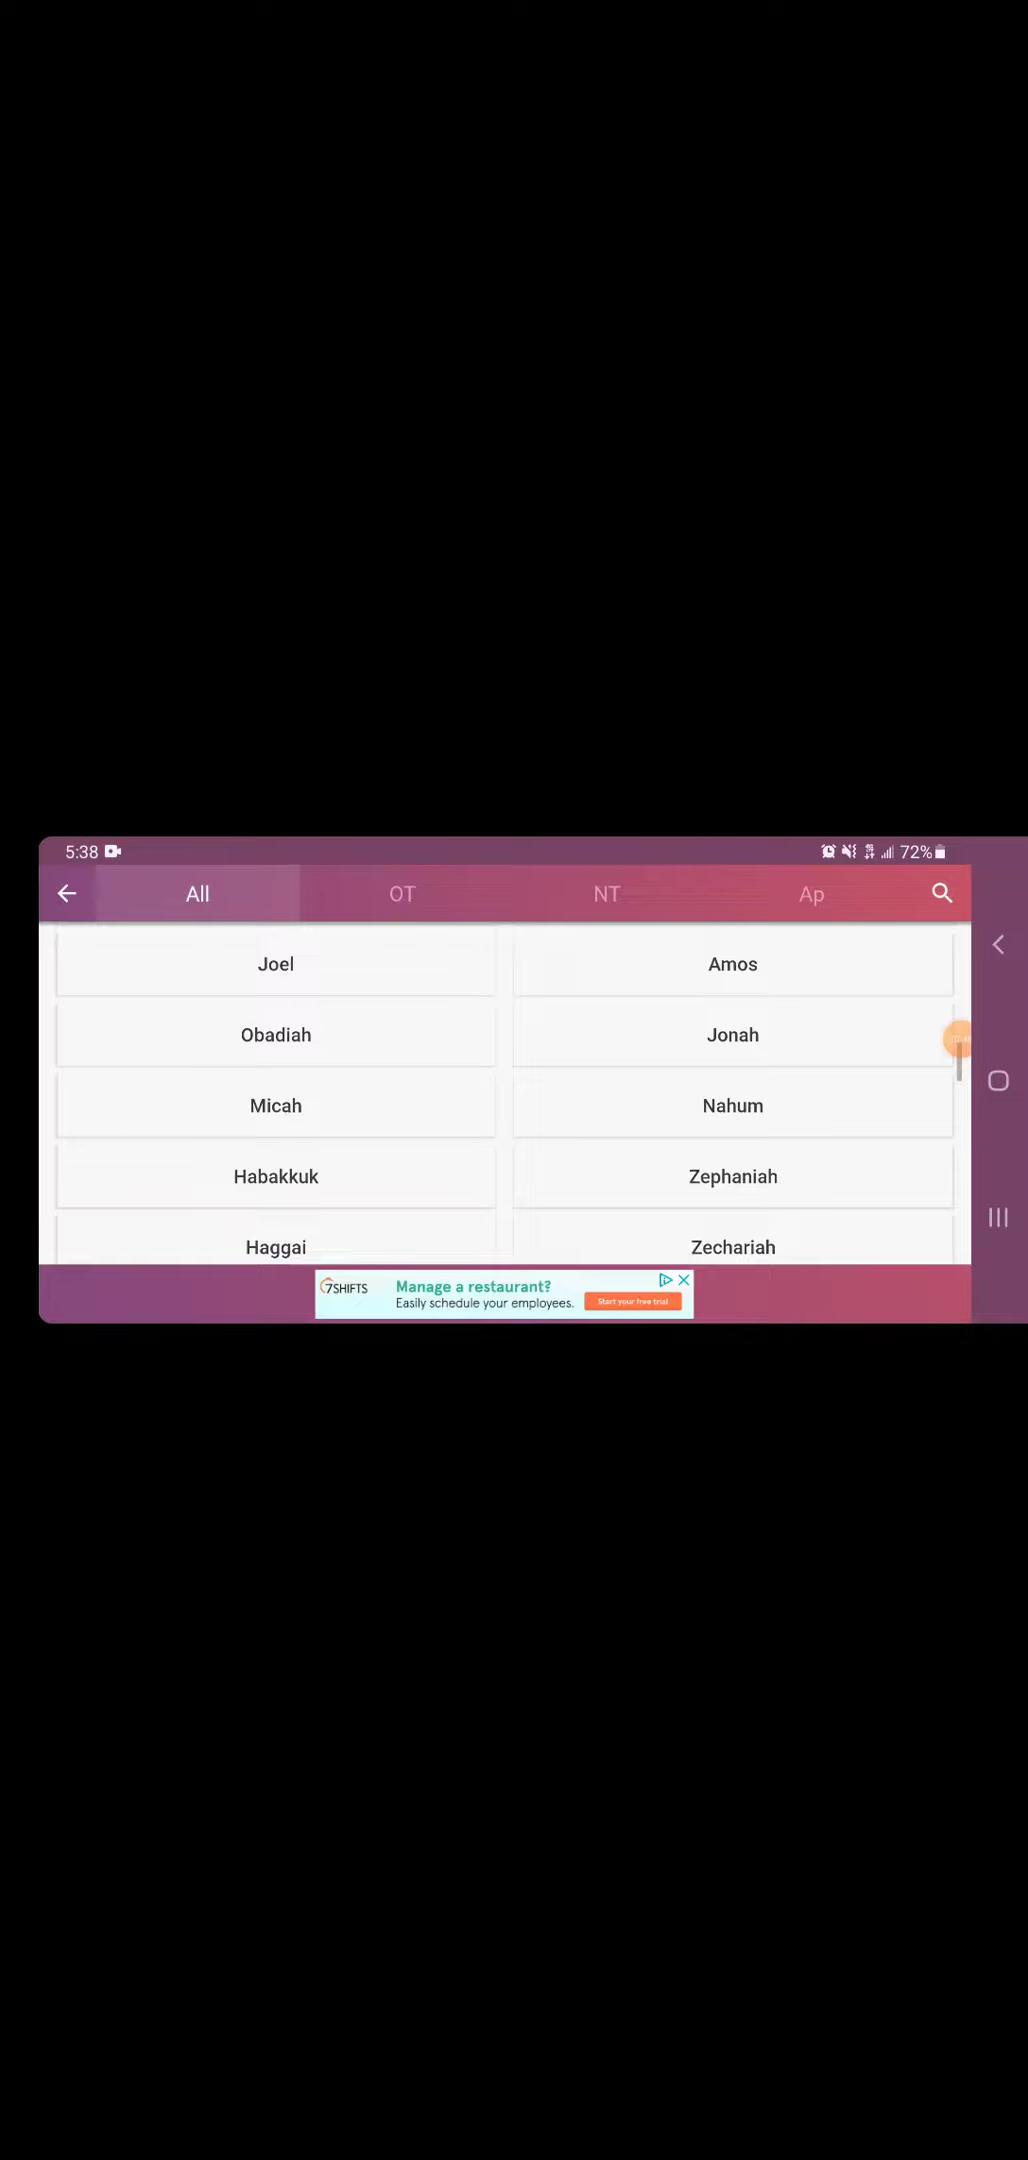 5:38 72%
All OT NT Ap
Joel Amos
Obadiah Jonah
Micah Nahum
Habakkuk Zephaniah
Haggai Zechariah
7SHIFTS Manage a restaurant?
Easily schedule your employees. Start your free trial